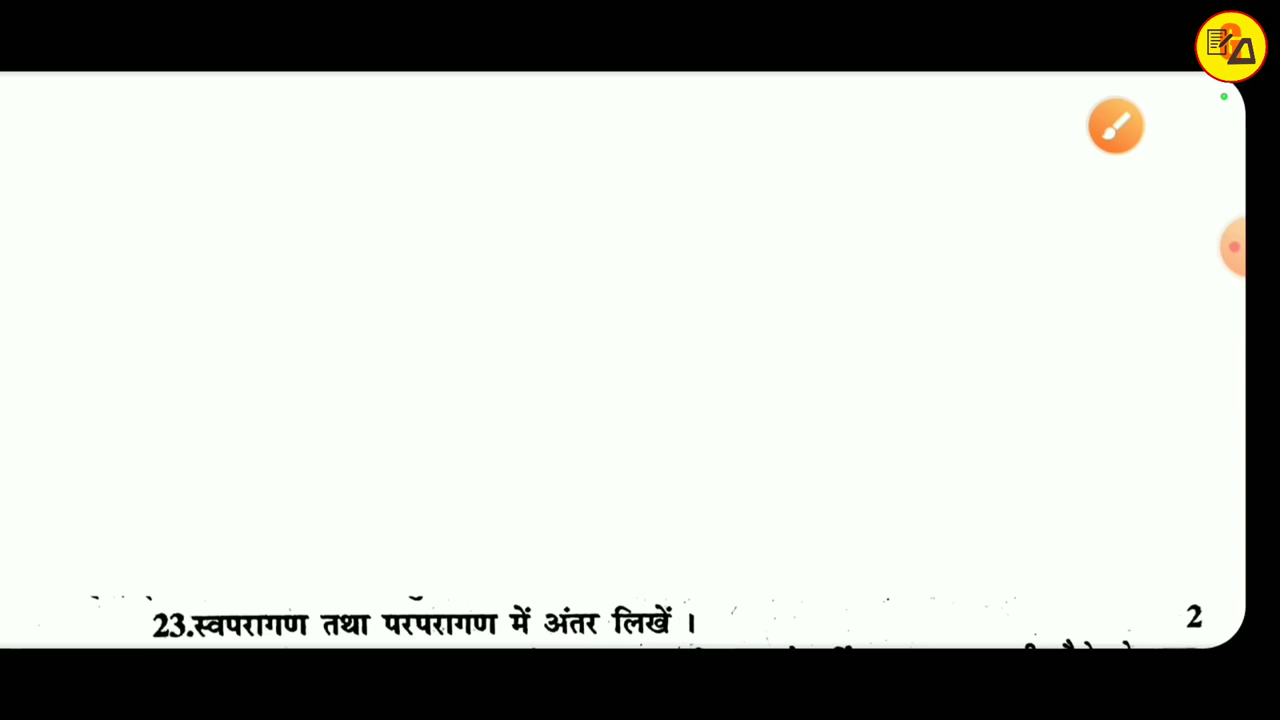 23.स्वपरागण तथा परपरागण में अंतर लिखें । 2